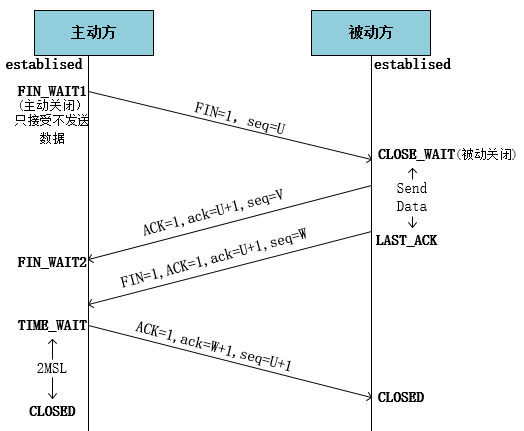 主动方
被动方
establised
establised
FIN_WAIT1
(主动关闭)
只接受不发送
数据
FIN=1, seq=U
CLOSE_WAIT(被动关闭)
Send
Data
ACK=1,ack=U+1,seq=V
LAST_ACK
FIN_WAIT2
FIN=1,ACK=1,ack=U+1,seq=W
TIME_WAIT
ACK=1,ack=W+1,seq=U+1
2MSL
CLOSED
CLOSED